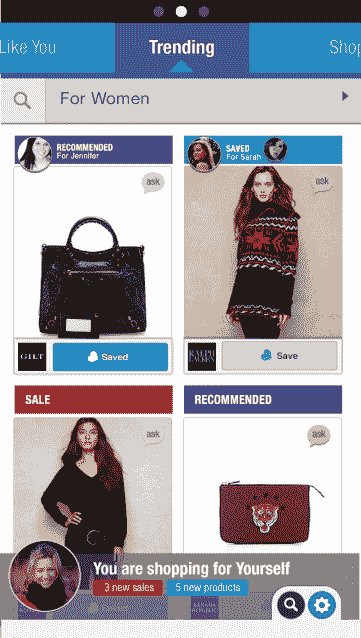 Like You
Trending
Shop
For Women
RECOMMENDED
For Jennifer
SAVED
For Sarah
ask
ask
GILT
Saved
RALPH
LAUREN
Save
SALE
RECOMMENDED
ask
ask
You are shopping for Yourself
3 new sales
5 new products